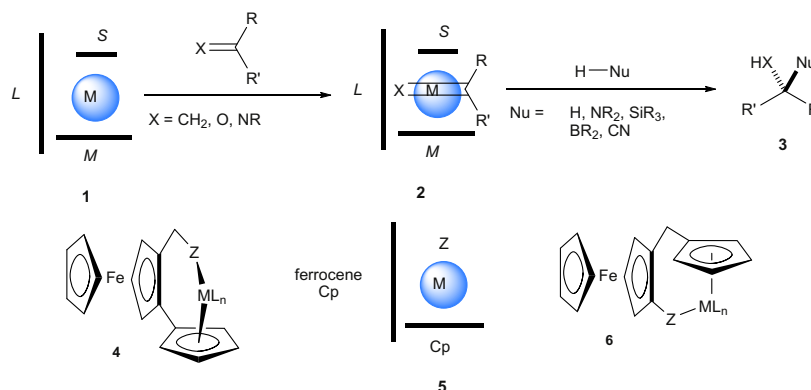 S
R
X
R'
L
M
M
X = CH₂, O, NR
1
S
R
X
M
R'
L
M
2
H—Nu
Nu = H, NR₂, SiR₃,
BR₂, CN
HX
Nu
R'
R
3
Fe
Z
MLₙ
4
ferrocene
Cp
Z
M
Cp
5
Fe
Z
MLₙ
6